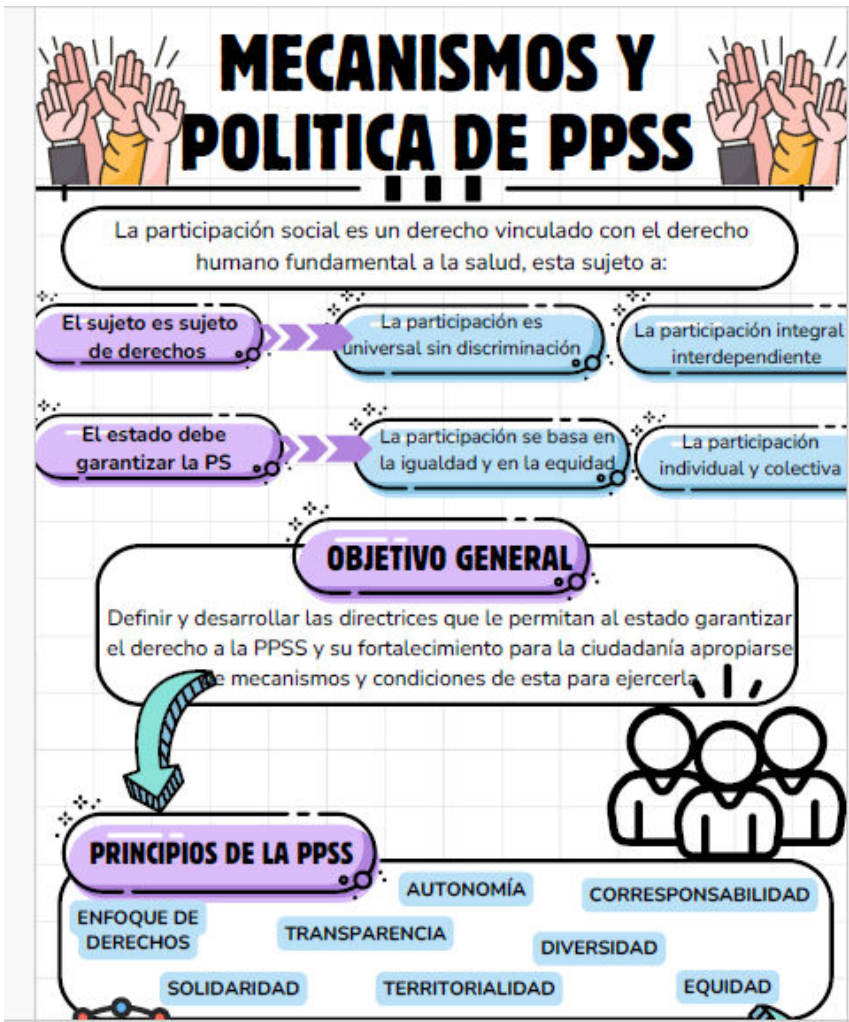 MECANISMOS Y
POLITICA DE PPSS
La participación social es un derecho vinculado con el derecho
humano fundamental a la salud, esta sujeto a:
El sujeto es sujeto
de derechos
La participación es
universal sin discriminación
La participación integral
interdependiente
El estado debe
garantizar la PS
La participación se basa en
la igualdad y en la equidad
La participación
individual y colectiva
OBJETIVO GENERAL
Definir y desarrollar las directrices que le permitan al estado garantizar
el derecho a la PPSS y su fortalecimiento para la ciudadanía apropiarse
de mecanismos y condiciones de esta para ejercerla
PRINCIPIOS DE LA PPSS
ENFOQUE DE
DERECHOS
AUTONOMÍA
CORRESPONSABILIDAD
TRANSPARENCIA
DIVERSIDAD
SOLIDARIDAD
TERRITORIALIDAD
EQUIDAD